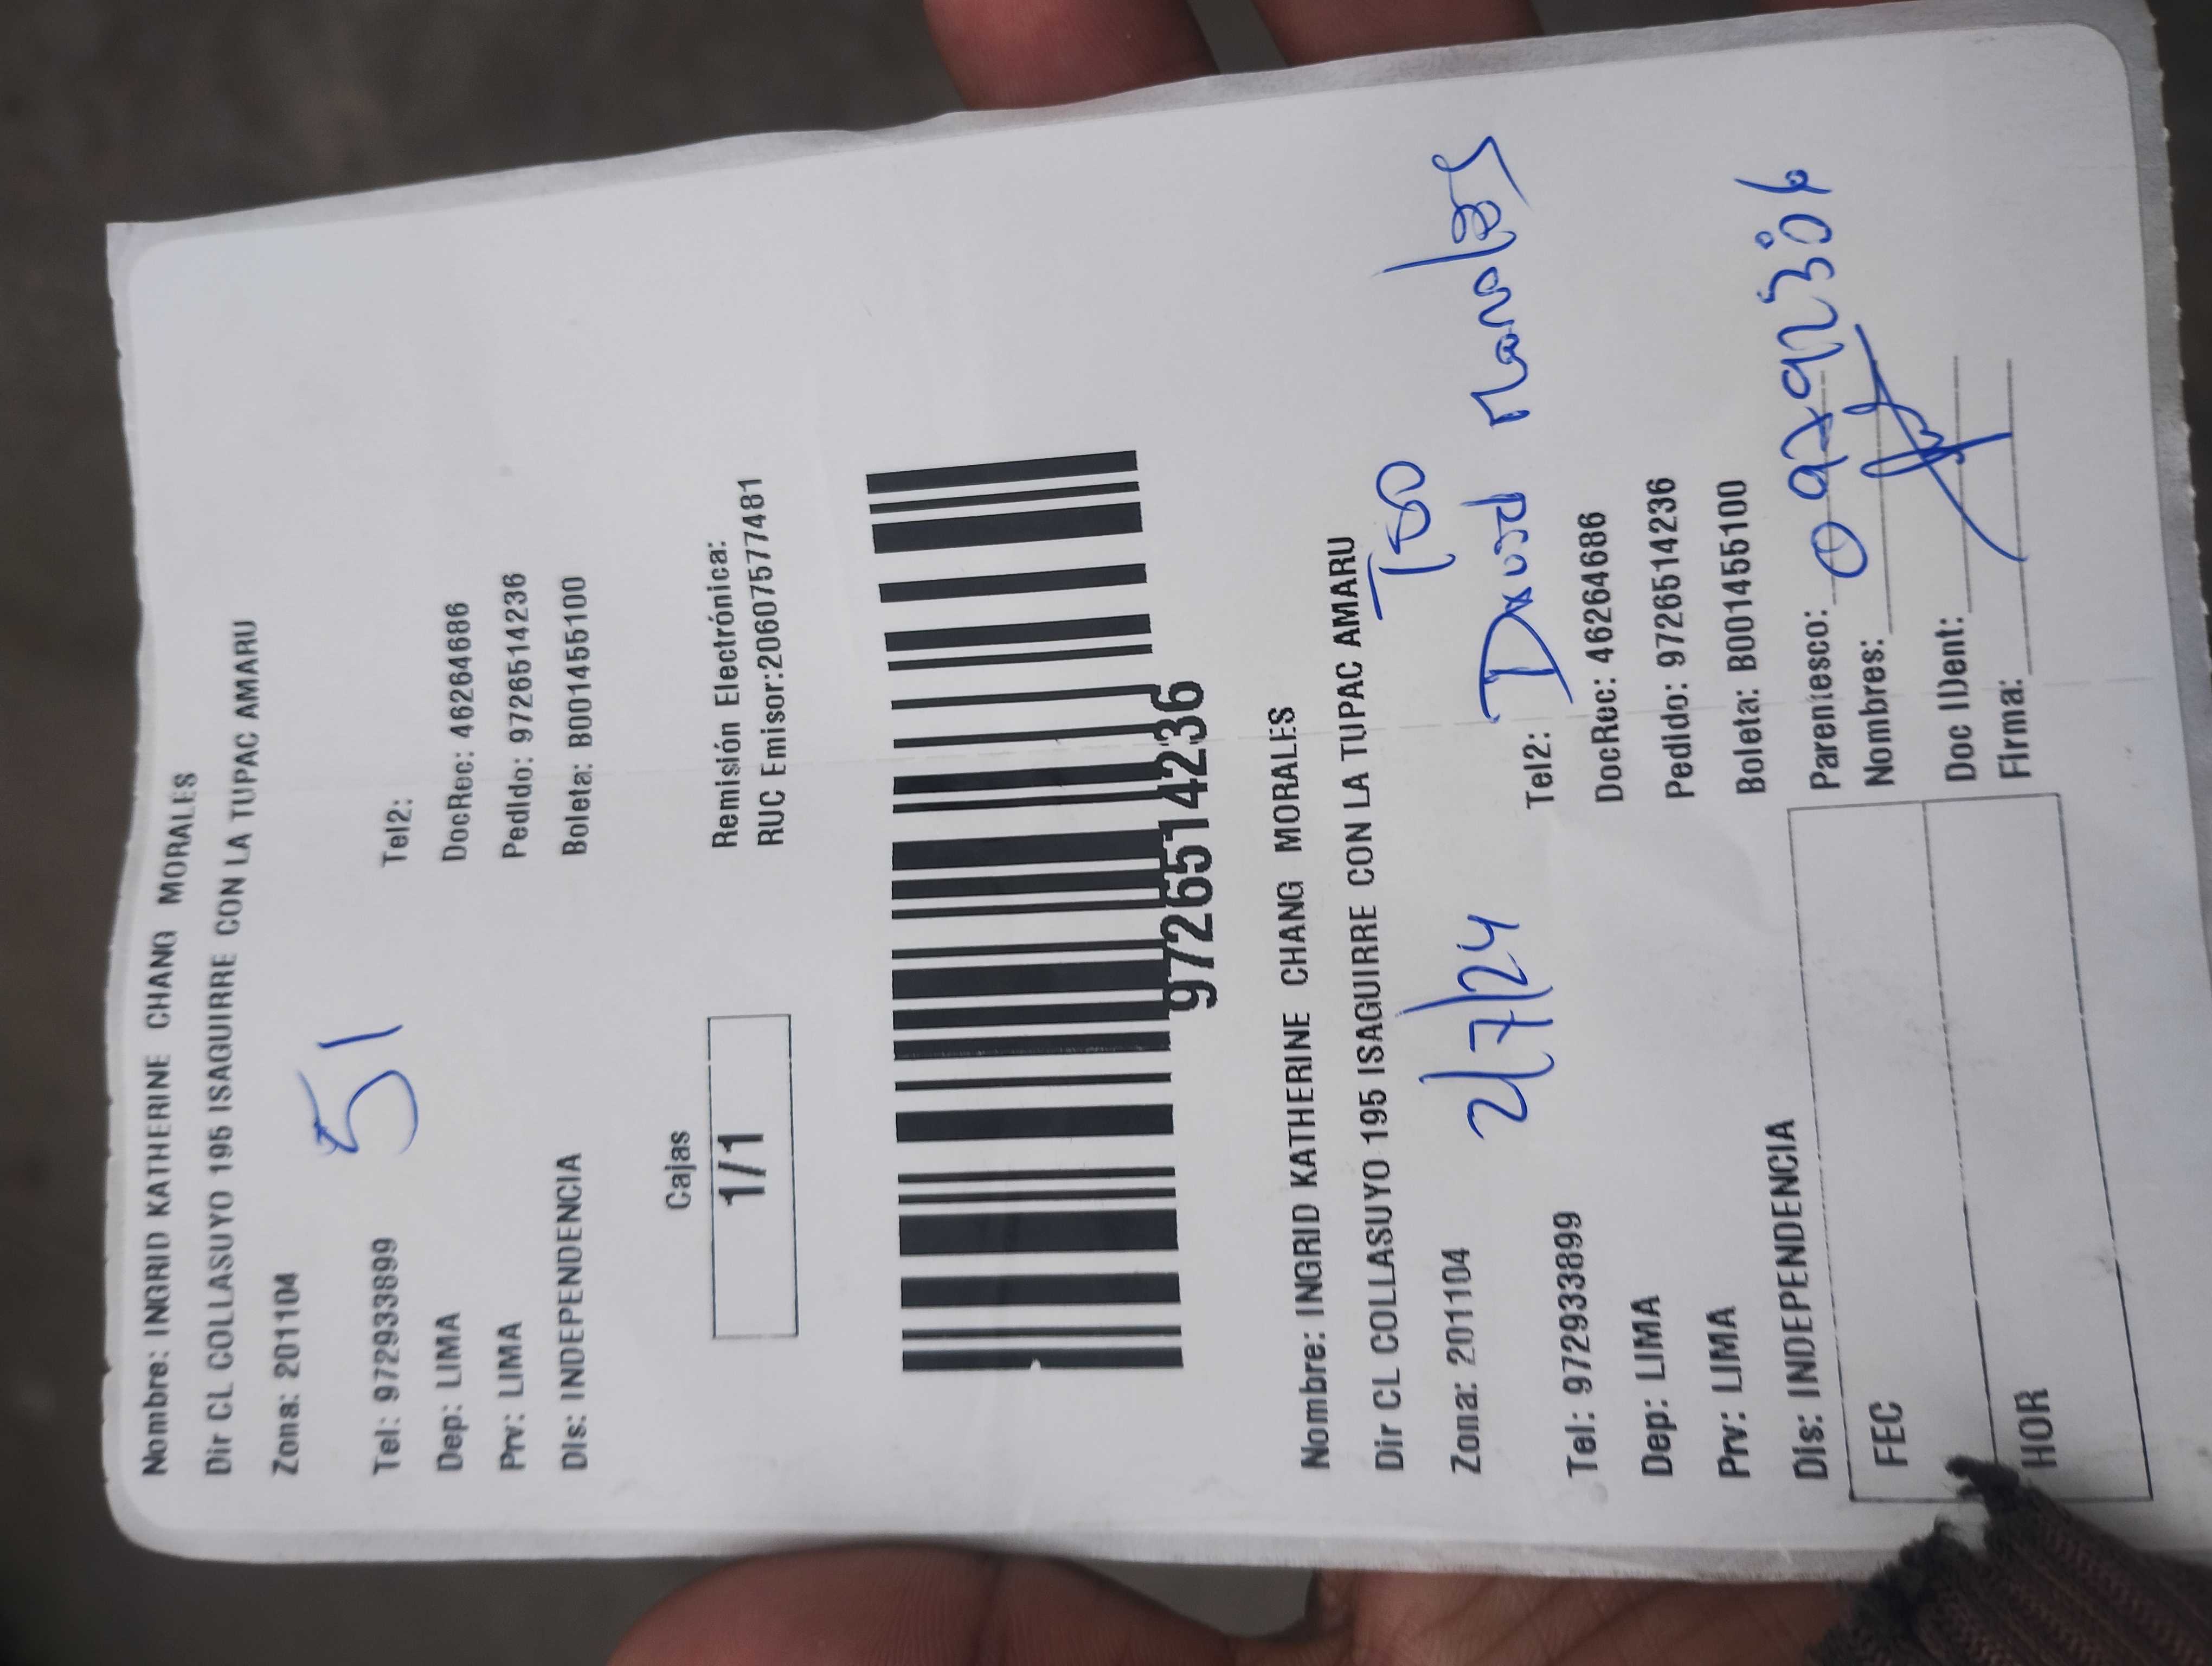 Nombre: INGRID KATHERINE CHANG MORALES
Dir CL COLLASUYO 195 ISAGUIRRE CON LA TUPAC AMARU
Zona: 201104
51
Tel: 972933899 Tel2:
Dep: LIMA DocRec: 46264686
Prv: LIMA Pedido: 9726514236
Dis: INDEPENDENCIA Boleta: B001455100
Cajas
1/1
Remisión Electrónica:
RUC Emisor:20607577481
9726514236
Nombre: INGRID KATHERINE CHANG MORALES
Dir CL COLLASUYO 195 ISAGUIRRE CON LA TUPAC AMARU
Zona: 201104 2/7/24
David Morales
Tel: 972933899 Tel2:
Dep: LIMA DocRec: 46264686
Prv: LIMA Pedido: 9726514236
Dis: INDEPENDENCIA Boleta: B001455100
FEC
HOR
Parentesco:
Nombres:
Doc IDent:
Firma: